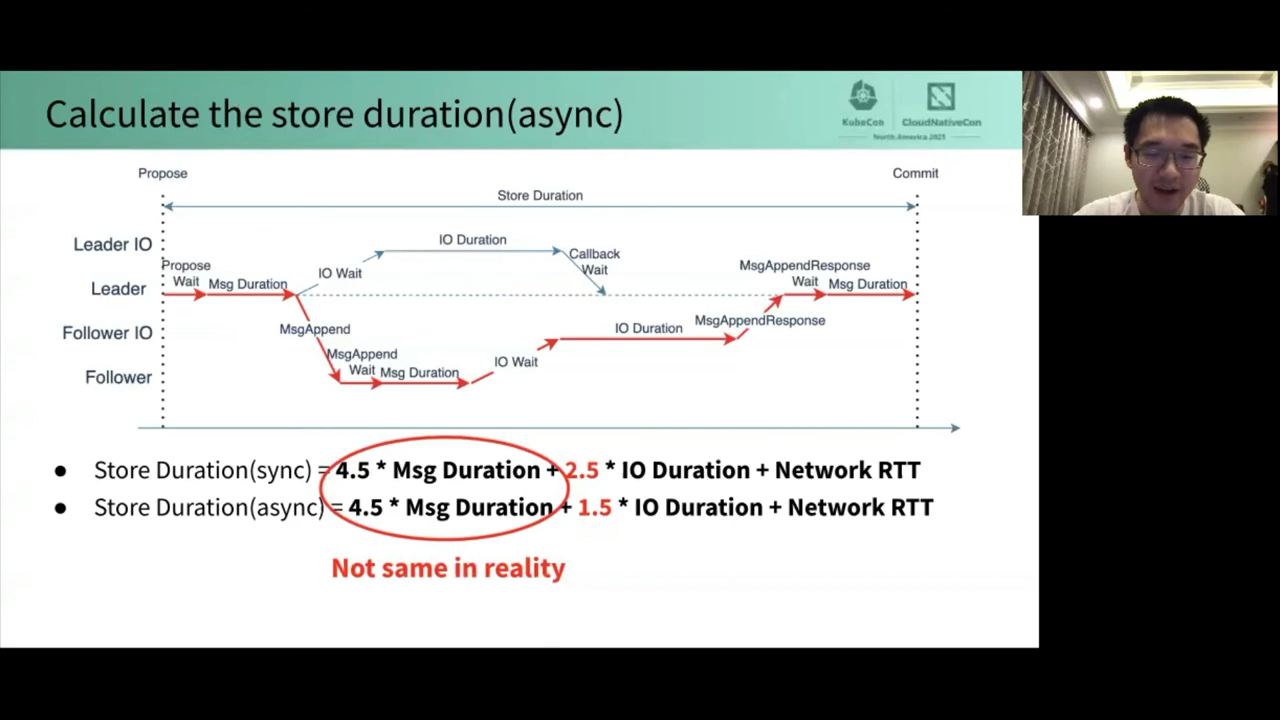 Calculate the store duration(async)
KubeCon
CloudNativeCon
North America 2021
Propose
Commit
Store Duration
Leader IO
IO Duration
Callback
Wait
IO Wait
Propose
Wait
Msg Duration
MsgAppendResponse
Wait
Msg Duration
Leader
MsgAppend
MsgAppendResponse
Follower IO
IO Duration
MsgAppend
Wait
Msg Duration
IO Wait
Follower
● Store Duration(sync) = 4.5 * Msg Duration + 2.5 * IO Duration + Network RTT
● Store Duration(async) = 4.5 * Msg Duration + 1.5 * IO Duration + Network RTT
Not same in reality